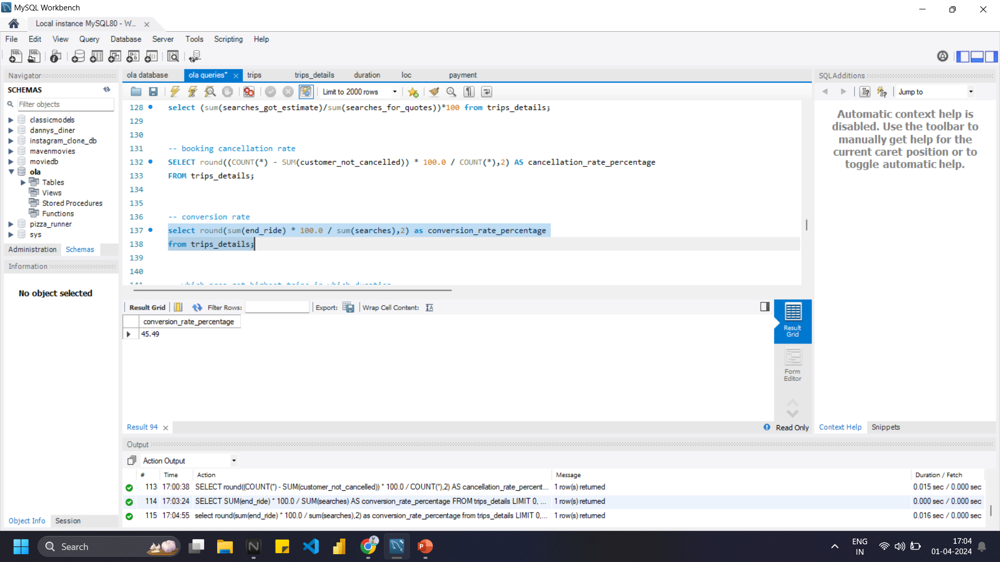 MySQL Workbench
Local instance MySQL80 - W...
File Edit View Query Database Server Tools Scripting Help
Navigator
SCHEMAS
Filter objects
classicmodels
dannys_diner
instagram_clone_db
mavenmovies
moviedb
ola
Tables
Views
Stored Procedures
Functions
pizza_runner
sys
Administration Schemas
Information
No object selected
Object Info Session
ola database ola queries* trips trips_details duration loc payment
Limit to 2000 rows
128 select (sum(searches_got_estimate)/sum(searches_for_quotes))*100 from trips_details;
129
130
131 -- booking cancellation rate
132 SELECT round((COUNT(*) - SUM(customer_not_cancelled)) * 100.0 / COUNT(*),2) AS cancellation_rate_percentage
133 FROM trips_details;
134
135
136 -- conversion rate
137 select round(sum(end_ride) * 100.0 / sum(searches),2) as conversion_rate_percentage
138 from trips_details;
139
140
Result Grid Filter Rows: Export: Wrap Cell Content:
conversion_rate_percentage
45.49
Result Grid
Form Editor
Result 94
Read Only
SQLAdditions
Jump to
Automatic context help is
disabled. Use the toolbar to
manually get help for the
current caret position or to
toggle automatic help.
Context Help Snippets
Output
Action Output
# Time Action Message Duration / Fetch
113 17:00:38 SELECT round((COUNT(*) - SUM(customer_not_cancelled)) * 100.0 / COUNT(*),2) AS cancellation_rate_percent... 1 row(s) returned 0.015 sec / 0.000 sec
114 17:03:24 SELECT SUM(end_ride) * 100.0 / SUM(searches) AS conversion_rate_percentage FROM trips_details LIMIT 0, ... 1 row(s) returned 0.000 sec / 0.000 sec
115 17:04:55 select round(sum(end_ride) * 100.0 / sum(searches),2) as conversion_rate_percentage from trips_details LIMIT 0,... 1 row(s) returned 0.016 sec / 0.000 sec
Search
ENG
IN
17:04
01-04-2024